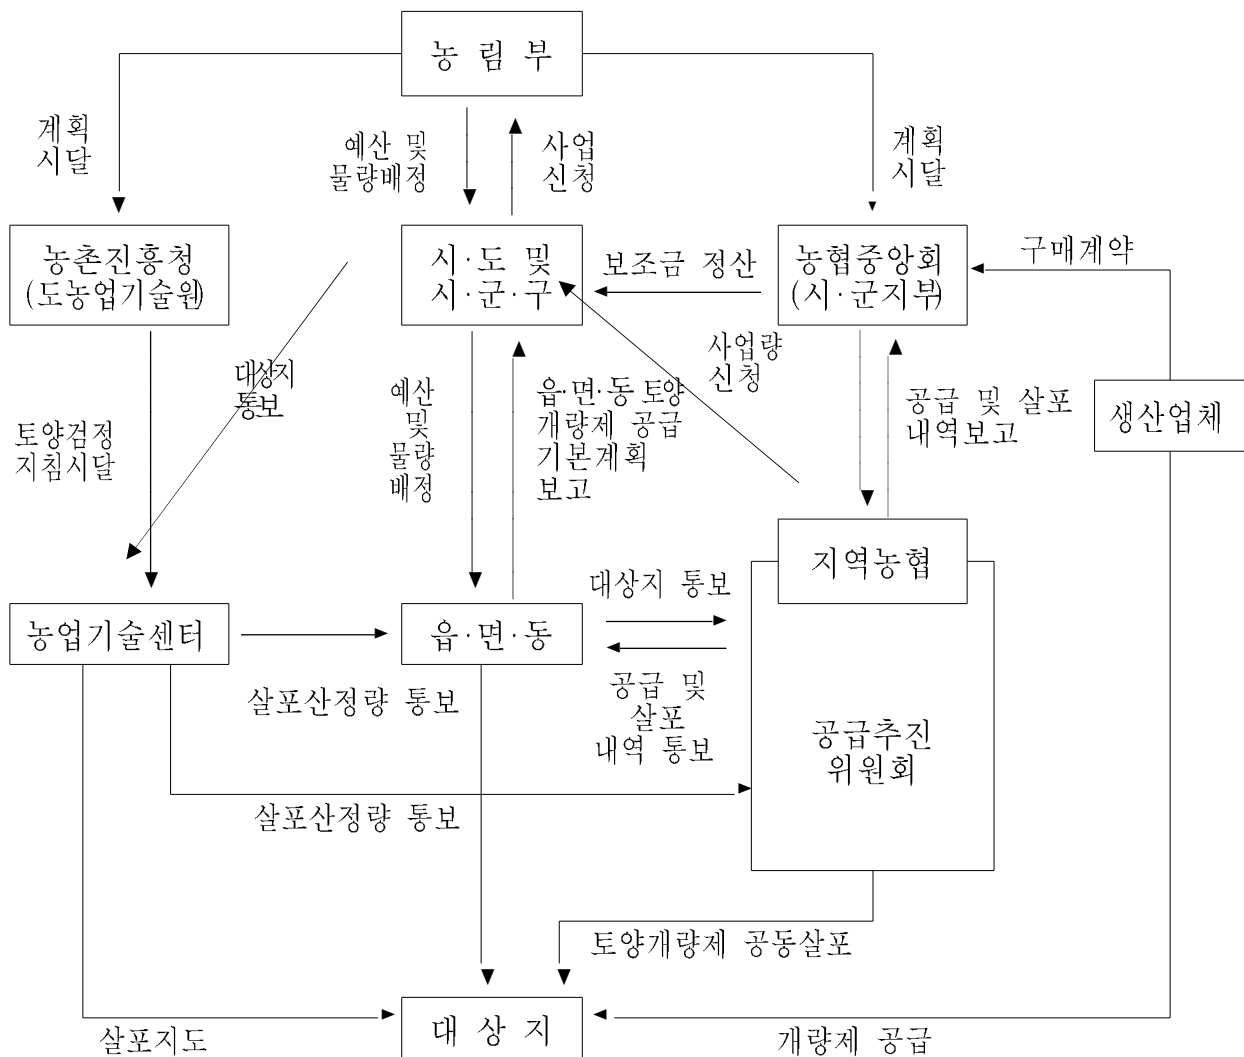 농 림 부
계획
시달
예산 및
물량배정
사업
신청
계획
시달
농촌진흥청
(도농업기술원)
시·도 및
시·군·구
보조금 정산
농협중앙회
(시·군지부)
구매계약
대상지
통보
토양검정
지침시달
예산
및
물량
배정
읍·면·동 토양
개량제 공급
기본계획
보고
사업량
신청
공급 및 살포
내역보고
생산업체
지역농협
농업기술센터
읍·면·동
대상지 통보
살포산정량 통보
공급 및
살포
내역 통보
공급추진
위원회
살포산정량 통보
토양개량제 공동살포
대 상 지
살포지도
개량제 공급